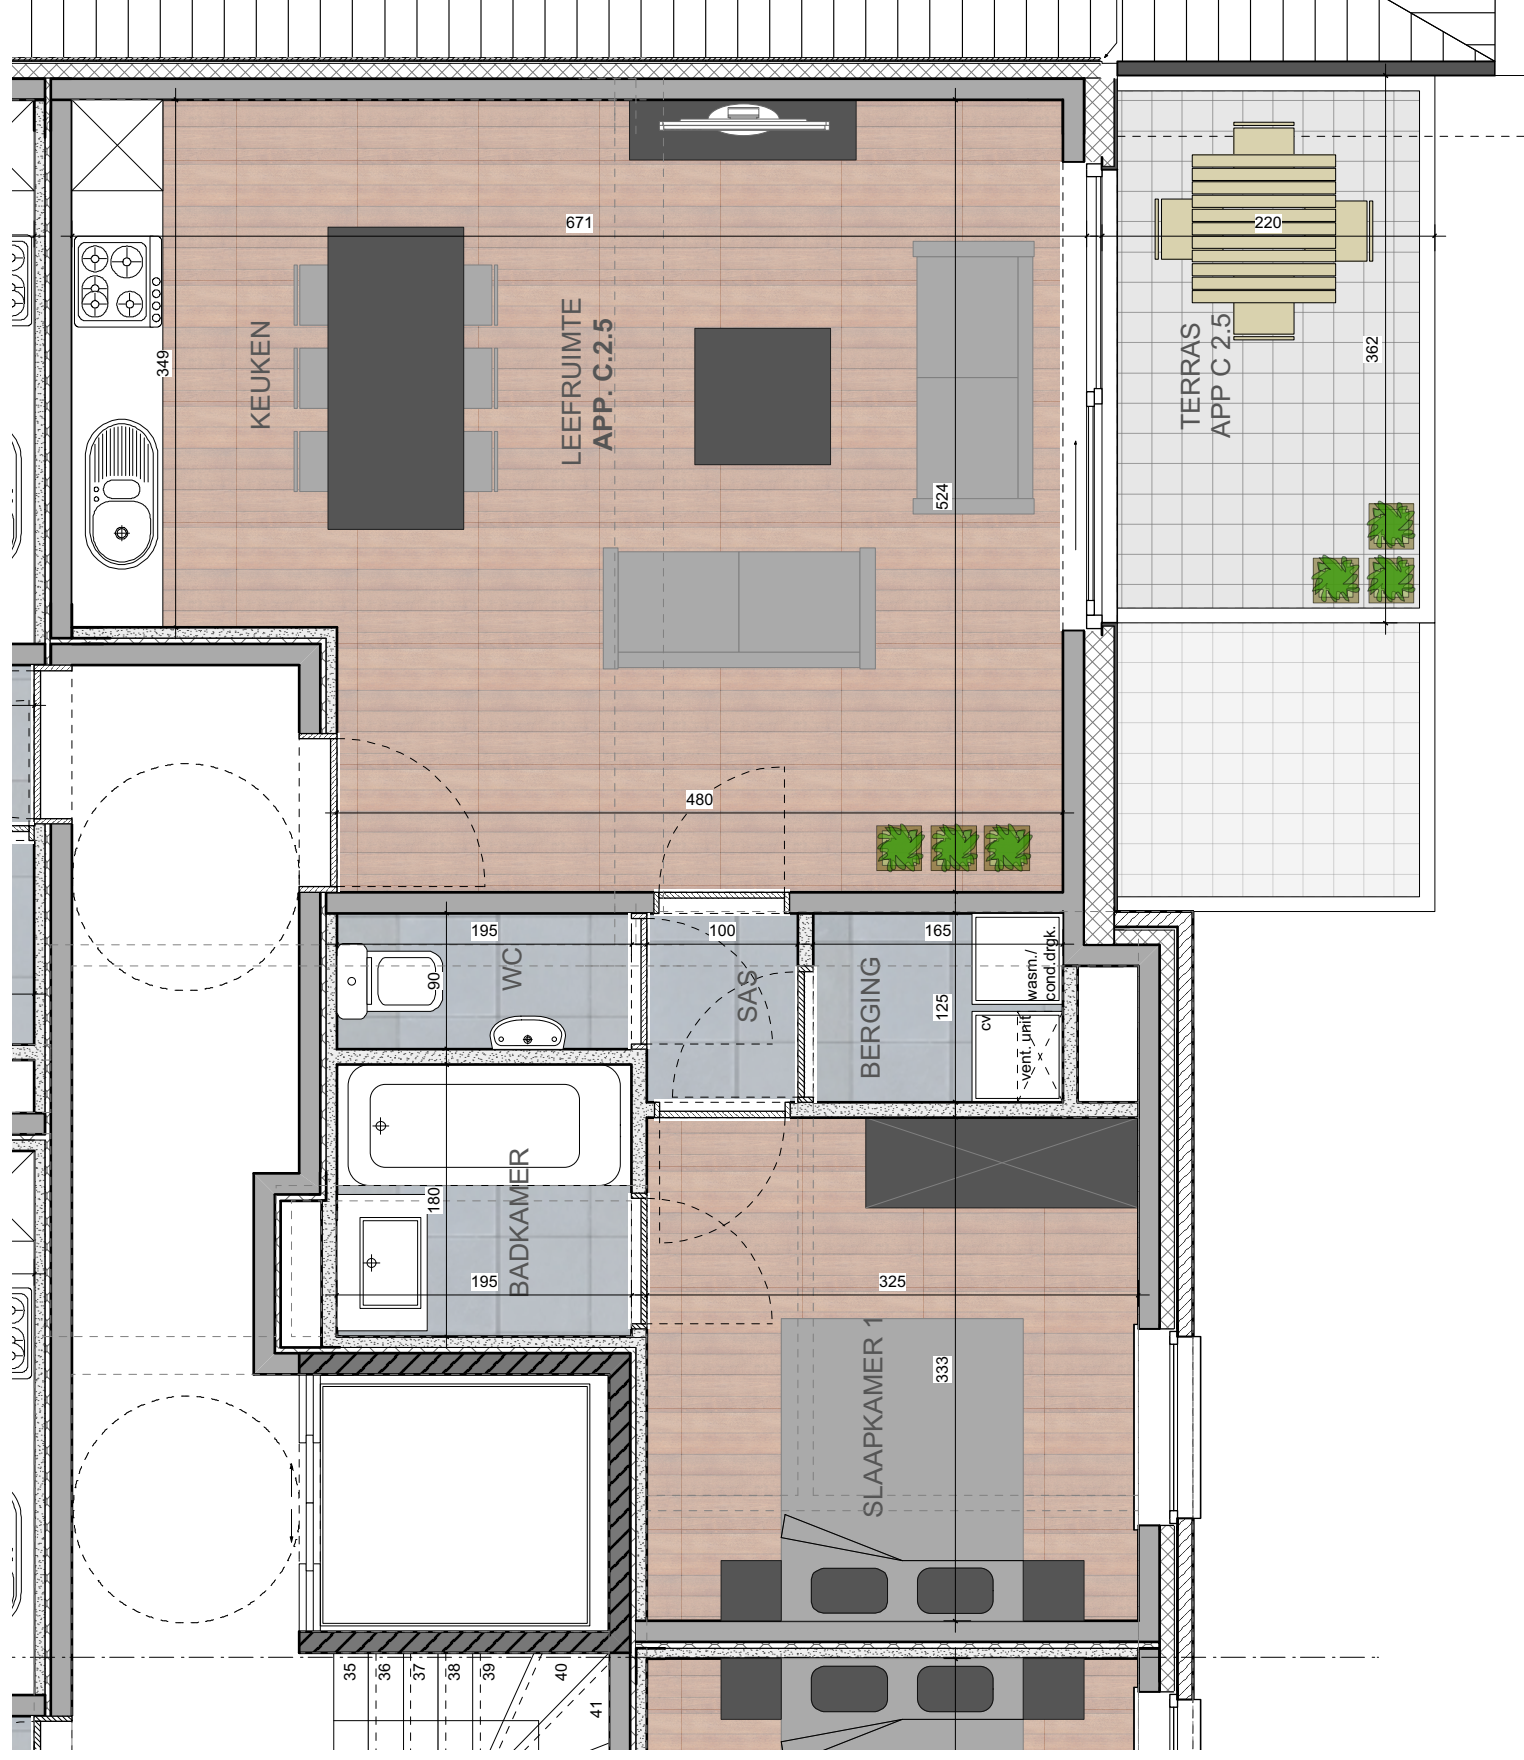 671
220
KEUKEN
349
LEEFRUIMTE
APP. C.2.5
TERRAS
APP C 2.5
362
524
480
195
100
165
WC
90
SAS
BERGING
125
wasm./
cond.drgk.
cv
vent. unit
BADKAMER
180
195
325
SLAAPKAMER 1
333
35
36
37
38
39
40
41